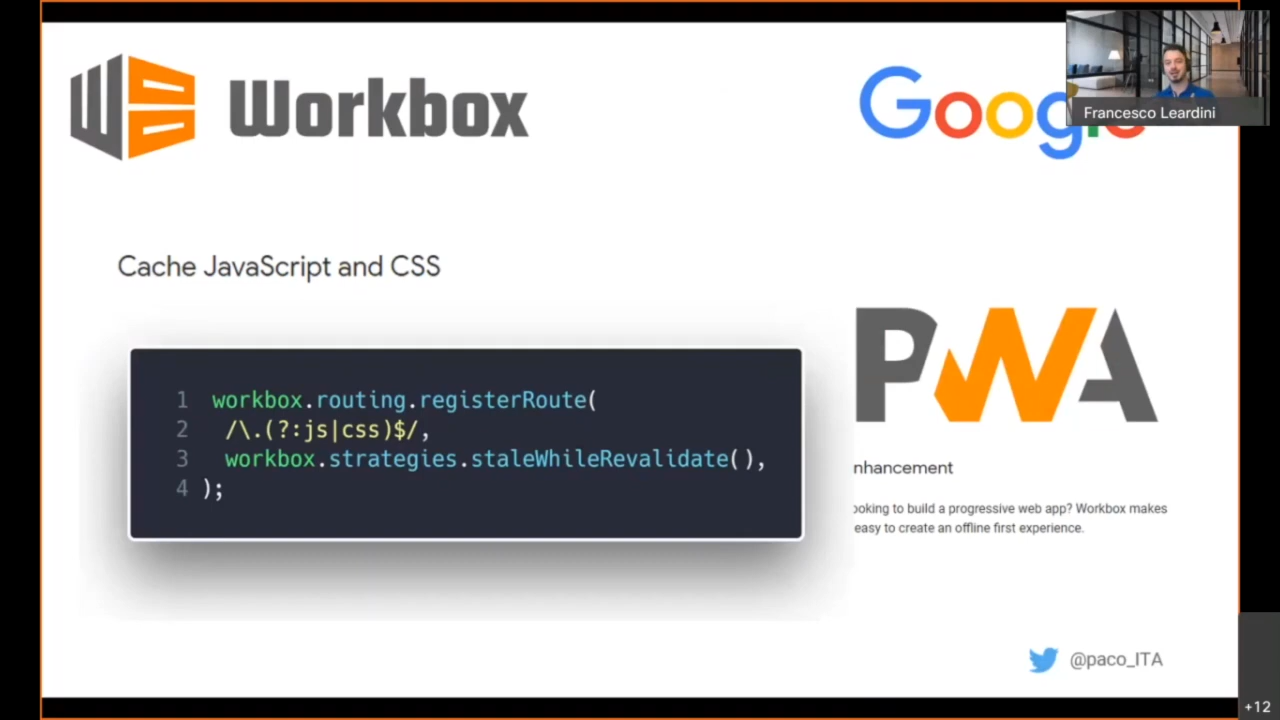 Workbox
Google
Francesco Leardini
Cache JavaScript and CSS
1 workbox.routing.registerRoute(
2 /\.(?:js|css)$/,
3 workbox.strategies.staleWhileRevalidate(),
4 );
PWA
nhancement
ooking to build a progressive web app? Workbox makes
easy to create an offline first experience.
@paco_ITA
+12